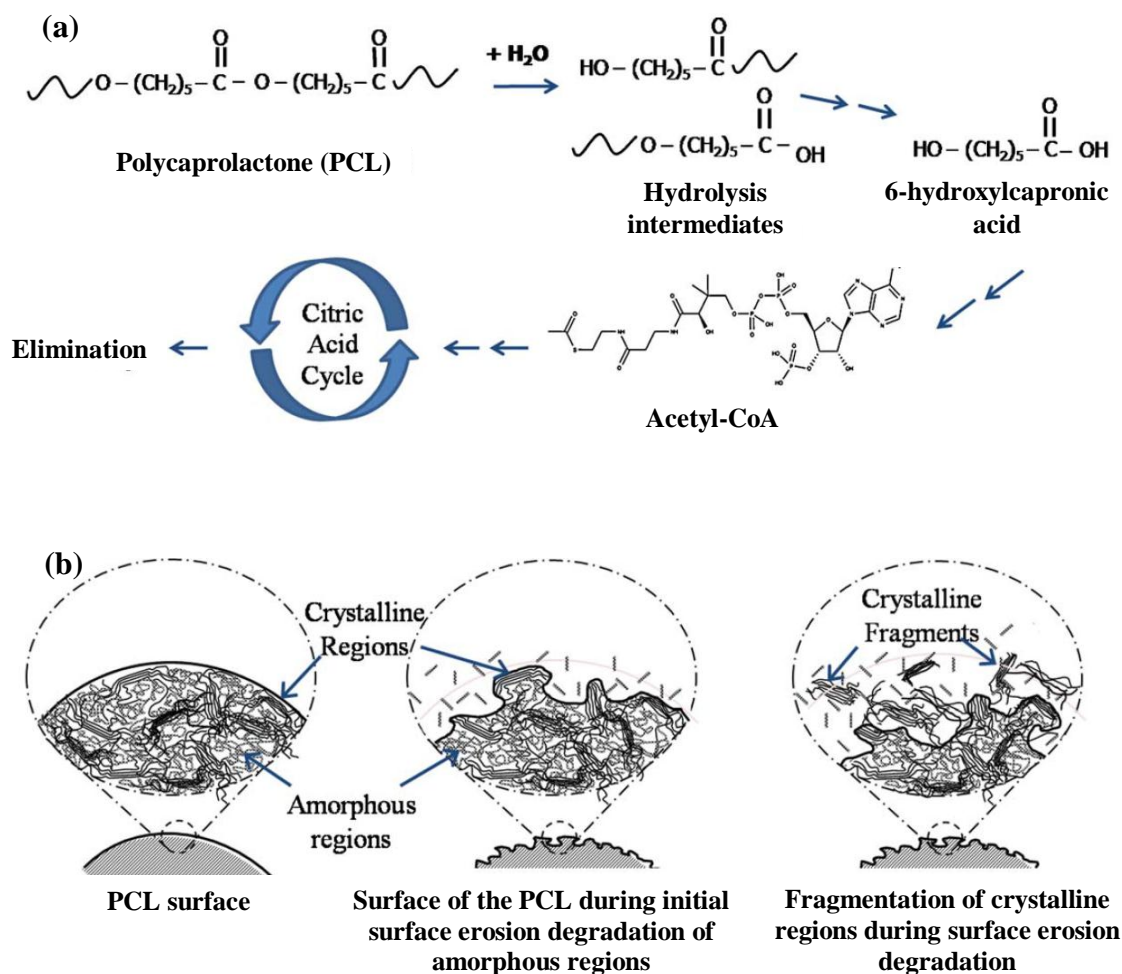 (a)
O
O
+ H₂O
O–(CH₂)₅–C–O–(CH₂)₅–C
Polycaprolactone (PCL)
O
HO–(CH₂)₅–C
O
O–(CH₂)₅–C–OH
Hydrolysis
intermediates
O
HO–(CH₂)₅–C–OH
6-hydroxylcapronic
acid
Citric
Acid
Cycle
Elimination
Acetyl-CoA
(b)
Crystalline
Regions
Amorphous
regions
Crystalline
Fragments
PCL surface
Surface of the PCL during initial
surface erosion degradation of
amorphous regions
Fragmentation of crystalline
regions during surface erosion
degradation